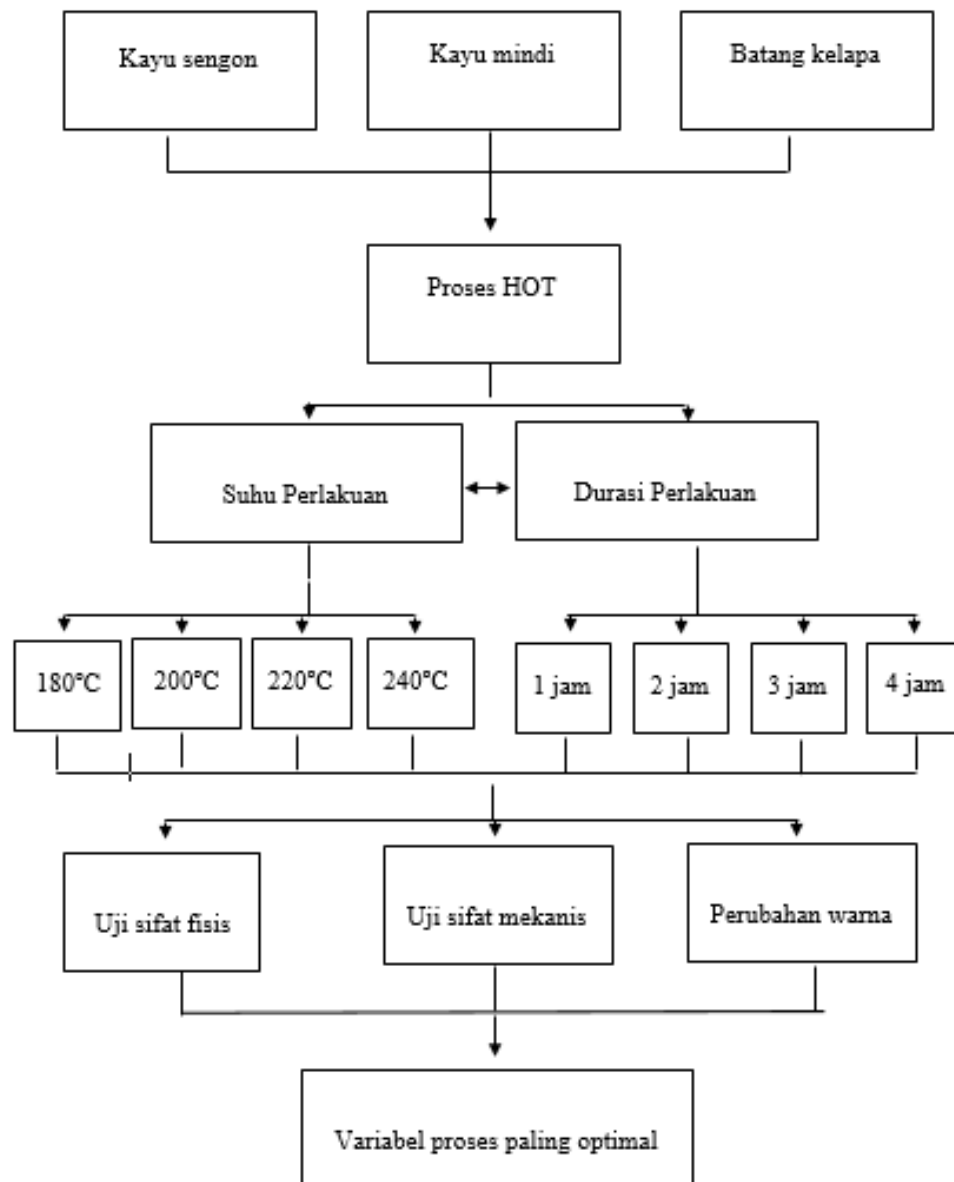 Kayu sengon
Kayu mindi
Batang kelapa
Proses HOT
Suhu Perlakuan
Durasi Perlakuan
180°C
200°C
220°C
240°C
1 jam
2 jam
3 jam
4 jam
Uji sifat fisis
Uji sifat mekanis
Perubahan warna
Variabel proses paling optimal